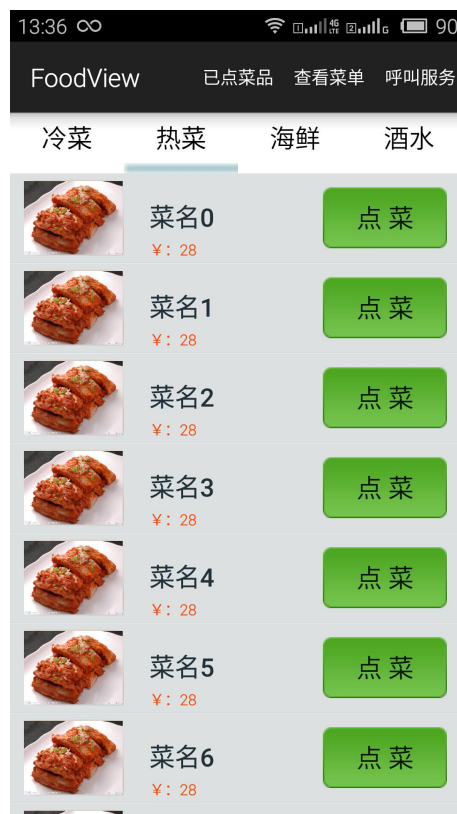 13:36 90
FoodView 已点菜品 查看菜单 呼叫服务
冷菜 热菜 海鲜 酒水
菜名0 点 菜
¥：28
菜名1 点 菜
¥：28
菜名2 点 菜
¥：28
菜名3 点 菜
¥：28
菜名4 点 菜
¥：28
菜名5 点 菜
¥：28
菜名6 点 菜
¥：28